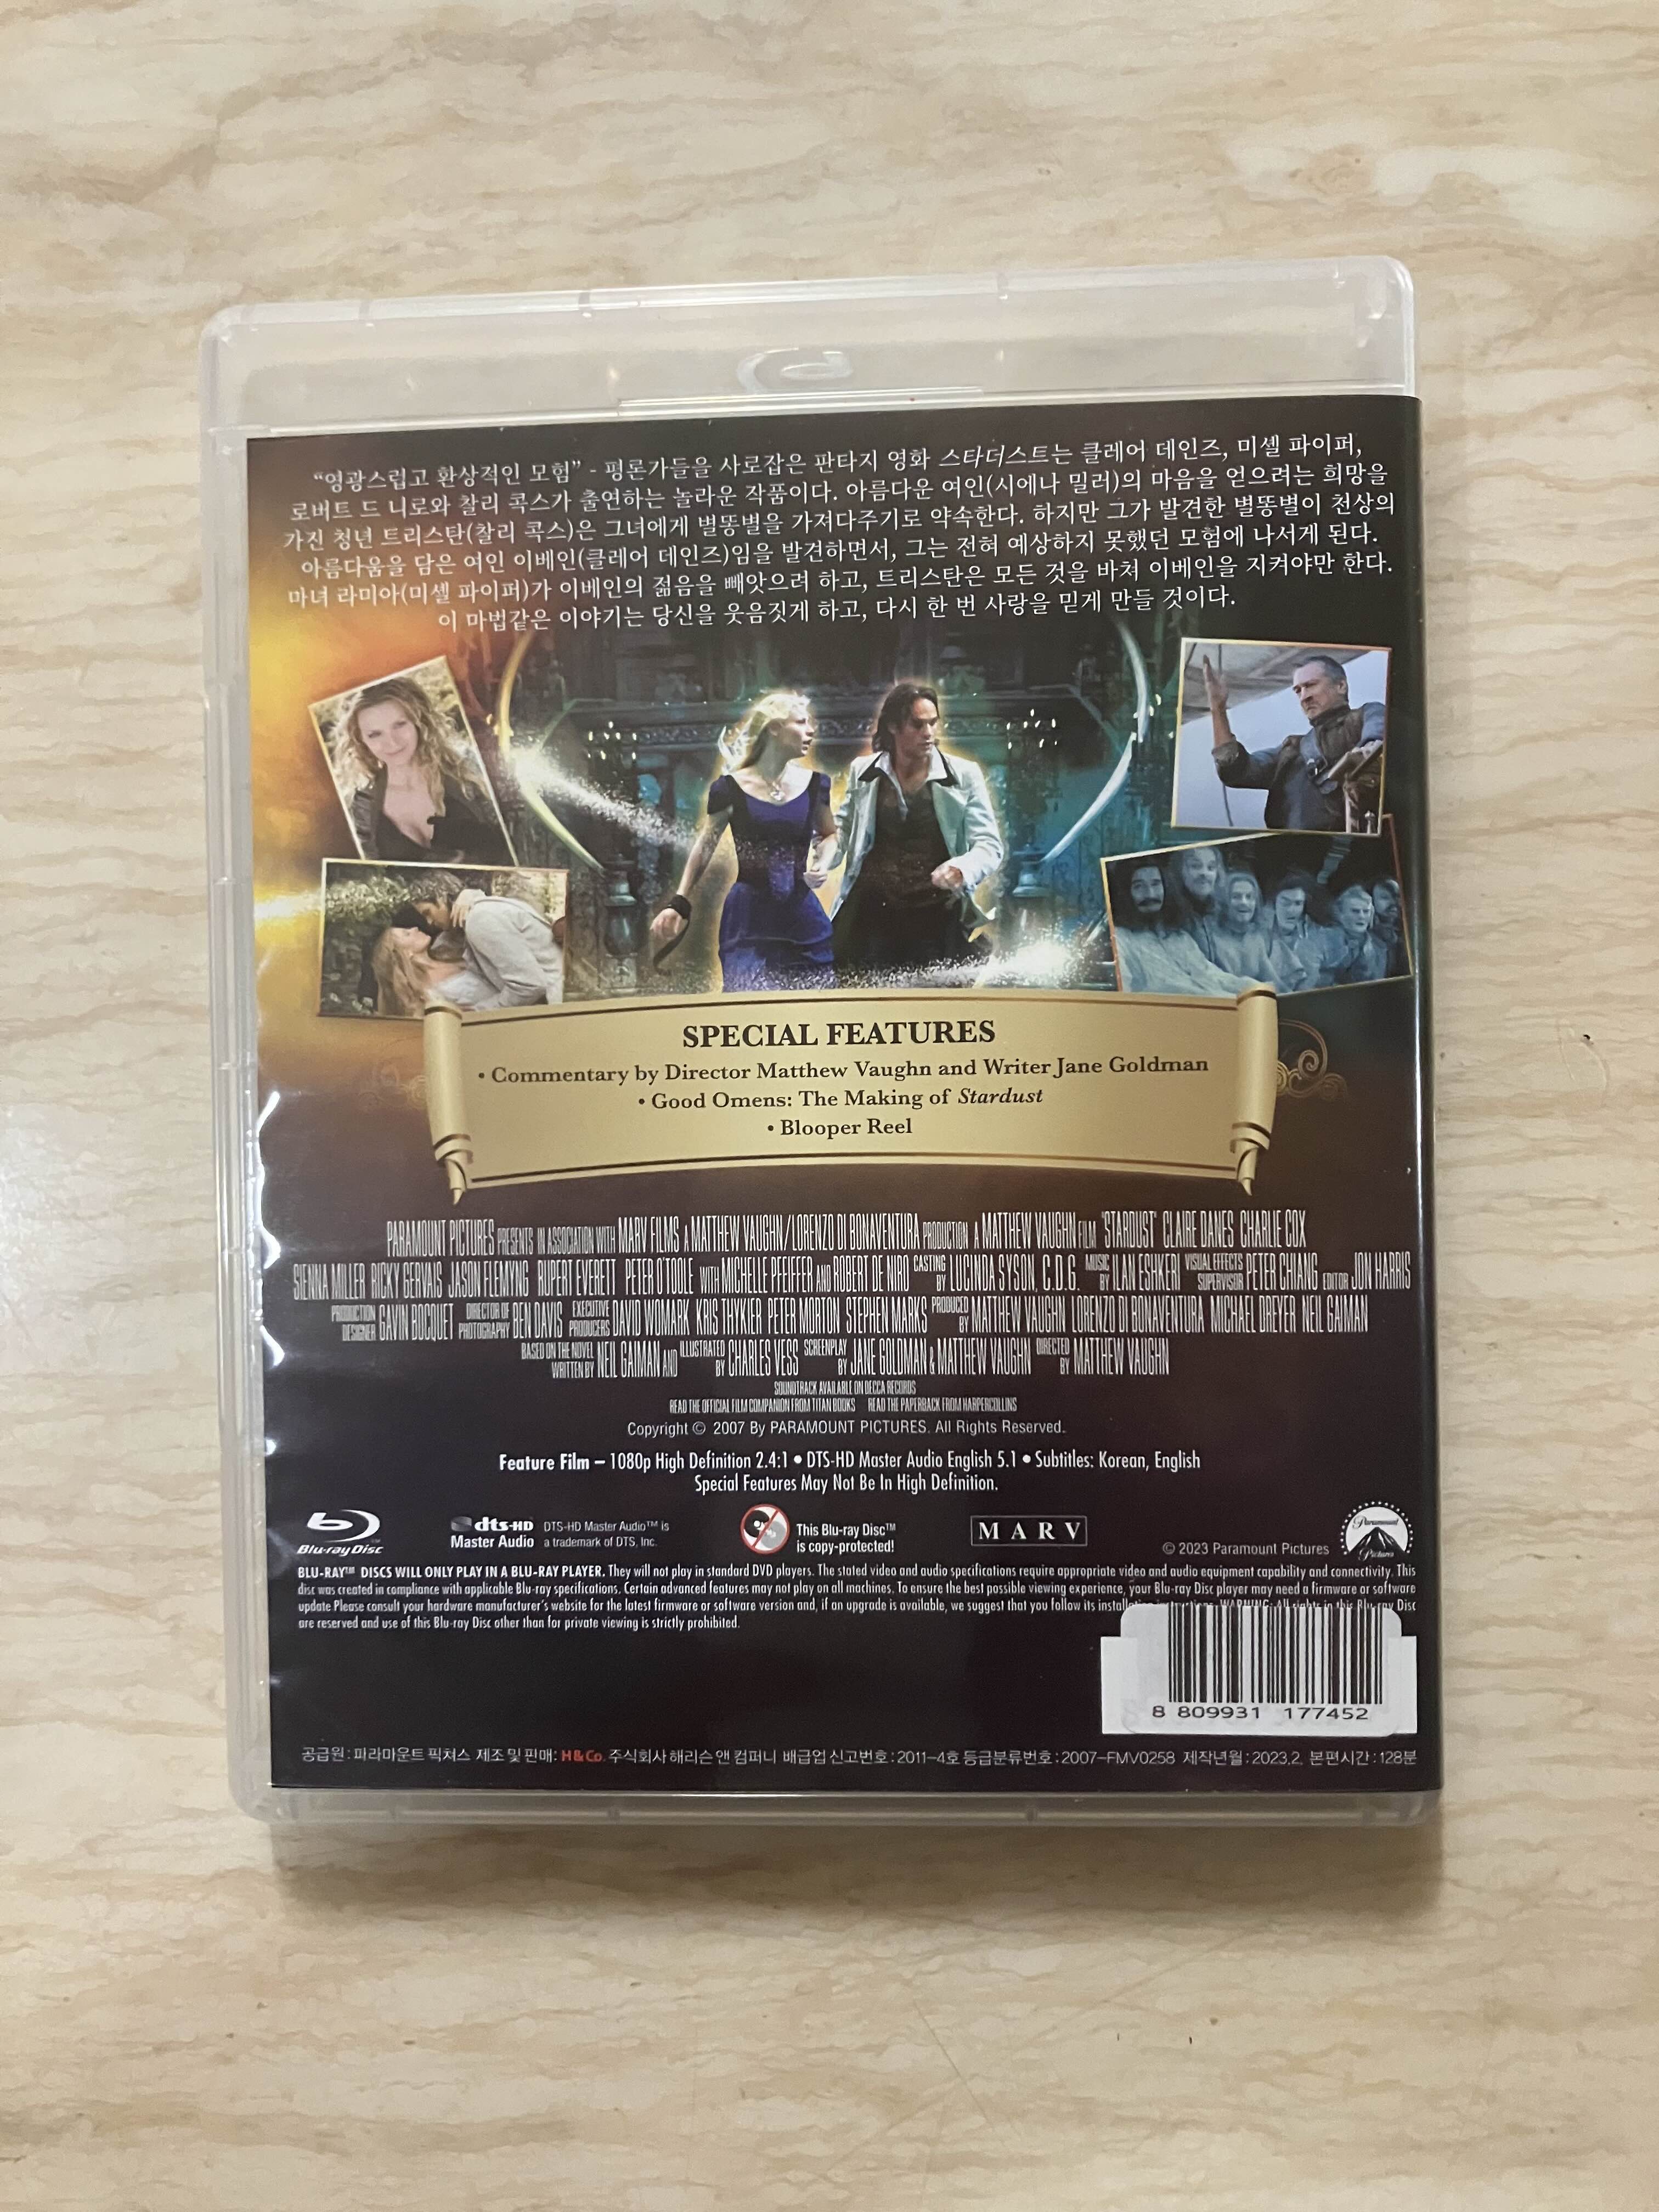 “영광스럽고 환상적인 모험” - 평론가들을 사로잡은 판타지 영화 스타더스트는 클레어 데인즈, 미셸 파이퍼,
로버트 드 니로와 찰리 콕스가 출연하는 놀라운 작품이다. 아름다운 여인(시에나 밀러)의 마음을 얻으려는 희망을
가진 청년 트리스탄(찰리 콕스)은 그녀에게 별똥별을 가져다주기로 약속한다. 하지만 그가 발견한 별똥별이 천상의
아름다움을 담은 여인 이베인(클레어 데인즈)임을 발견하면서, 그는 전혀 예상하지 못했던 모험에 나서게 된다.
마녀 라미아(미셸 파이퍼)가 이베인의 젊음을 빼앗으려 하고, 트리스탄은 모든 것을 바쳐 이베인을 지켜야만 한다.
이 마법같은 이야기는 당신을 웃음짓게 하고, 다시 한 번 사랑을 믿게 만들 것이다.
SPECIAL FEATURES
• Commentary by Director Matthew Vaughn and Writer Jane Goldman
• Good Omens: The Making of Stardust
• Blooper Reel
PARAMOUNT PICTURES PRESENTS IN ASSOCIATION WITH MARV FILMS A MATTHEW VAUGHN/LORENZO DI BONAVENTURA PRODUCTION A MATTHEW VAUGHN FILM "STARDUST" CLAIRE DANES CHARLIE COX
SIENNA MILLER RICKY GERVAIS JASON FLEMYNG RUPERT EVERETT PETER O'TOOLE WITH MICHELLE PFEIFFER AND ROBERT DE NIRO CASTING BY LUCINDA SYSON, C.D.G. MUSIC BY ILAN ESHKERI VISUAL EFFECTS SUPERVISOR PETER CHIANG EDITOR JON HARRIS
PRODUCTION DESIGNER GAVIN BOCQUET DIRECTOR OF PHOTOGRAPHY BEN DAVIS EXECUTIVE PRODUCERS DAVID WOMARK KRIS THYKIER PETER MORTON STEPHEN MARKS PRODUCED BY MATTHEW VAUGHN LORENZO DI BONAVENTURA MICHAEL DREYER NEIL GAIMAN
BASED ON THE NOVEL WRITTEN BY NEIL GAIMAN AND ILLUSTRATED BY CHARLES VESS SCREENPLAY BY JANE GOLDMAN & MATTHEW VAUGHN DIRECTED BY MATTHEW VAUGHN
SOUNDTRACK AVAILABLE ON DECCA RECORDS
READ THE OFFICIAL FILM COMPANION FROM TITAN BOOKS READ THE PAPERBACK FROM HARPERCOLLINS
Copyright © 2007 By PARAMOUNT PICTURES. All Rights Reserved.
Feature Film – 1080p High Definition 2.4:1 • DTS-HD Master Audio English 5.1 • Subtitles: Korean, English
Special Features May Not Be In High Definition.
Blu-ray Disc
dts-HD Master Audio
DTS-HD Master Audio™ is
a trademark of DTS, Inc.
This Blu-ray Disc™
is copy-protected!
MARV
© 2023 Paramount Pictures
Paramount Pictures
BLU-RAY™ DISCS WILL ONLY PLAY IN A BLU-RAY PLAYER. They will not play in standard DVD players. The stated video and audio specifications require appropriate video and audio equipment capability and connectivity. This
disc was created in compliance with applicable Blu-ray specifications. Certain advanced features may not play on all machines. To ensure the best possible viewing experience, your Blu-ray Disc player may need a firmware or software
update Please consult your hardware manufacturer's website for the latest firmware or software version and, if an upgrade is available, we suggest that you follow its installation instructions. WARNING: All rights in this Blu-ray Disc
are reserved and use of this Blu-ray Disc other than for private viewing is strictly prohibited.
8 809931 177452
공급원 : 파라마운트 픽쳐스 제조 및 판매 : H&Co. 주식회사 해리슨 앤 컴퍼니 배급업 신고번호 : 2011-4호 등급분류번호 : 2007-FMV0258 제작년월 : 2023.2. 본편시간 : 128분